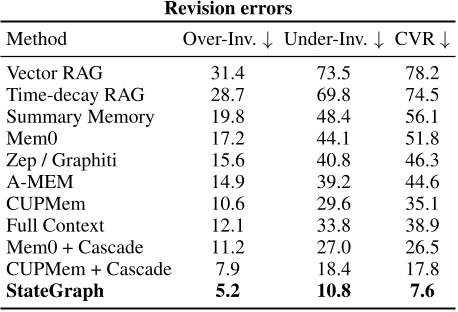 Revision errors
Method Over-Inv. ↓ Under-Inv. ↓ CVR ↓
Vector RAG 31.4 73.5 78.2
Time-decay RAG 28.7 69.8 74.5
Summary Memory 19.8 48.4 56.1
Mem0 17.2 44.1 51.8
Zep / Graphiti 15.6 40.8 46.3
A-MEM 14.9 39.2 44.6
CUPMem 10.6 29.6 35.1
Full Context 12.1 33.8 38.9
Mem0 + Cascade 11.2 27.0 26.5
CUPMem + Cascade 7.9 18.4 17.8
StateGraph 5.2 10.8 7.6